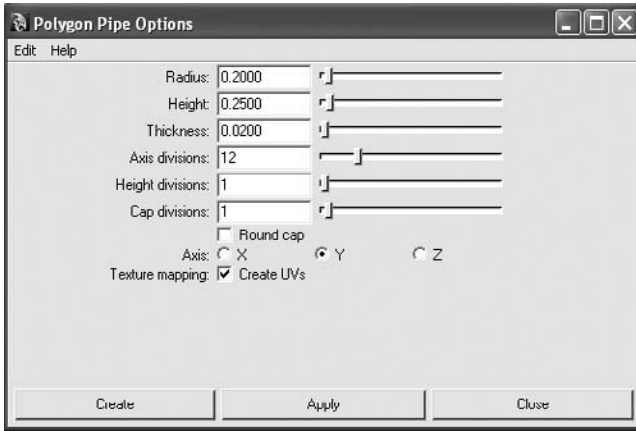 Polygon Pipe Options
Edit Help
Radius: 0.2000
Height: 0.2500
Thickness: 0.0200
Axis divisions: 12
Height divisions: 1
Cap divisions: 1
Round cap
Axis: X Y Z
Texture mapping: Create UVs
Create Apply Close